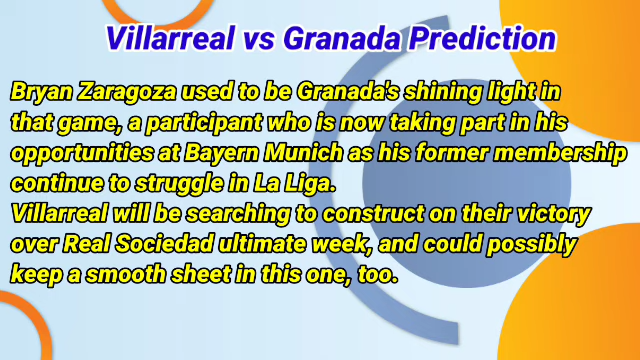 Villarreal vs Granada Prediction
Bryan Zaragoza used to be Granada's shining light in
that game, a participant who is now taking part in his
opportunities at Bayern Munich as his former membership
continue to struggle in La Liga.
Villarreal will be searching to construct on their victory
over Real Sociedad ultimate week, and could possibly
keep a smooth sheet in this one, too.